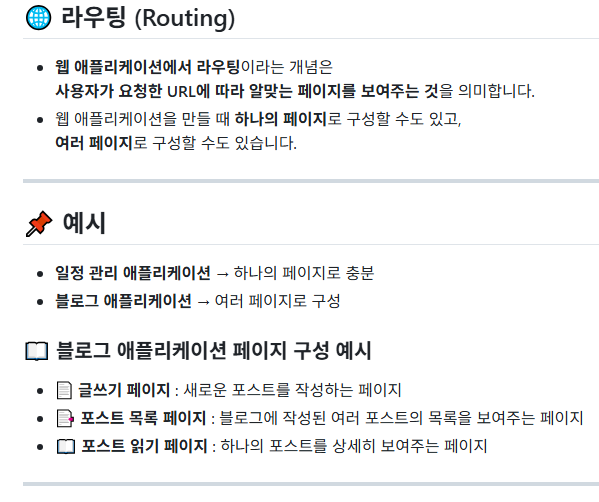 🌐 라우팅 (Routing)
• 웹 애플리케이션에서 라우팅이라는 개념은
사용자가 요청한 URL에 따라 알맞는 페이지를 보여주는 것을 의미합니다.
• 웹 애플리케이션을 만들 때 하나의 페이지로 구성할 수도 있고,
여러 페이지로 구성할 수도 있습니다.
📌 예시
• 일정 관리 애플리케이션 → 하나의 페이지로 충분
• 블로그 애플리케이션 → 여러 페이지로 구성
📖 블로그 애플리케이션 페이지 구성 예시
• 📄 글쓰기 페이지 : 새로운 포스트를 작성하는 페이지
• 📑 포스트 목록 페이지 : 블로그에 작성된 여러 포스트의 목록을 보여주는 페이지
• 📖 포스트 읽기 페이지 : 하나의 포스트를 상세히 보여주는 페이지